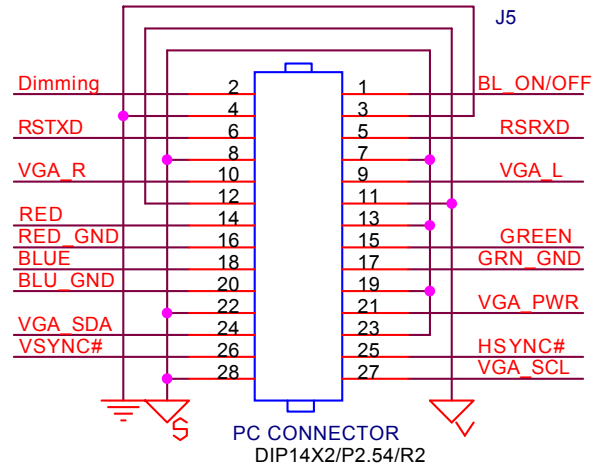 J5
Dimming 2 1 BL_ON/OFF
4 3
RSTXD 6 5 RSRXD
8 7
VGA_R 10 9 VGA_L
12 11
RED 14 13
RED_GND 16 15 GREEN
BLUE 18 17 GRN_GND
BLU_GND 20 19
22 21 VGA_PWR
VGA_SDA 24 23
VSYNC# 26 25 HSYNC#
28 27 VGA_SCL
S V
PC CONNECTOR
DIP14X2/P2.54/R2